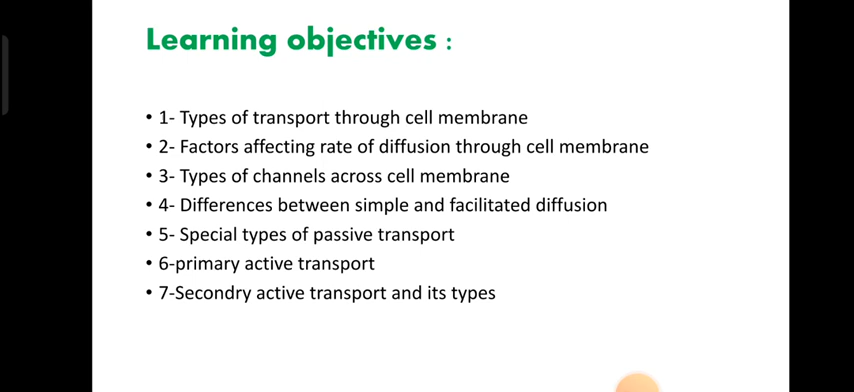 Learning objectives :
• 1- Types of transport through cell membrane
• 2- Factors affecting rate of diffusion through cell membrane
• 3- Types of channels across cell membrane
• 4- Differences between simple and facilitated diffusion
• 5- Special types of passive transport
• 6-primary active transport
• 7-Secondry active transport and its types